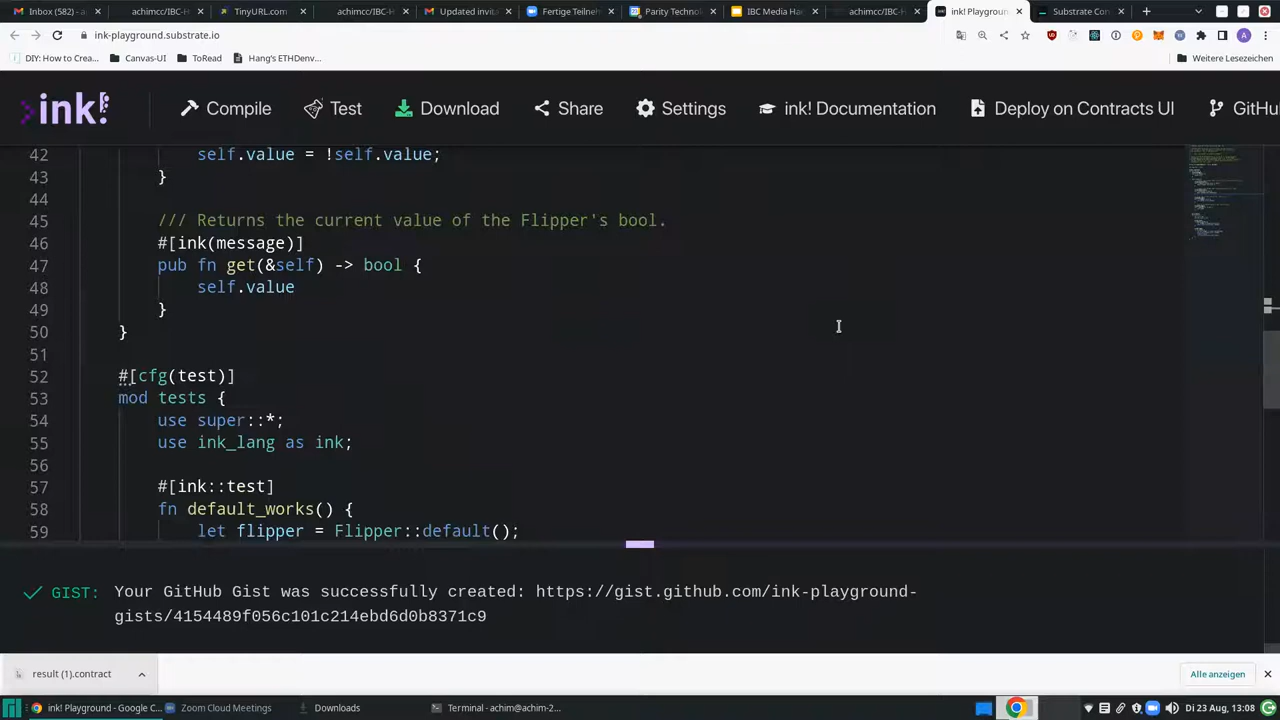 Inbox (582) - a
achimcc/IBC-H
TinyURL.com
achimcc/IBC-H
Updated invit
Fertige Teilneh
Parity Technol
IBC Media Hac
achimcc/IBC-H
ink! Playgroun
Substrate Con
ink-playground.substrate.io
DIY: How to Crea...
Canvas-UI
ToRead
Hang's ETHDenv...
Weitere Lesezeichen
ink!
Compile
Test
Download
Share
Settings
ink! Documentation
Deploy on Contracts UI
GitHu
42 self.value = !self.value;
43 }
44
45 /// Returns the current value of the Flipper's bool.
46 #[ink(message)]
47 pub fn get(&self) -> bool {
48 self.value
49 }
50 }
51
52 #[cfg(test)]
53 mod tests {
54 use super::*;
55 use ink_lang as ink;
56
57 #[ink::test]
58 fn default_works() {
59 let flipper = Flipper::default();
GIST: Your GitHub Gist was successfully created: https://gist.github.com/ink-playground-
gists/4154489f056c101c214ebd6d0b8371c9
result (1).contract
Alle anzeigen
ink! Playground - Google C...
Zoom Cloud Meetings
Downloads
Terminal - achim@achim-2...
Di 23 Aug, 13:08